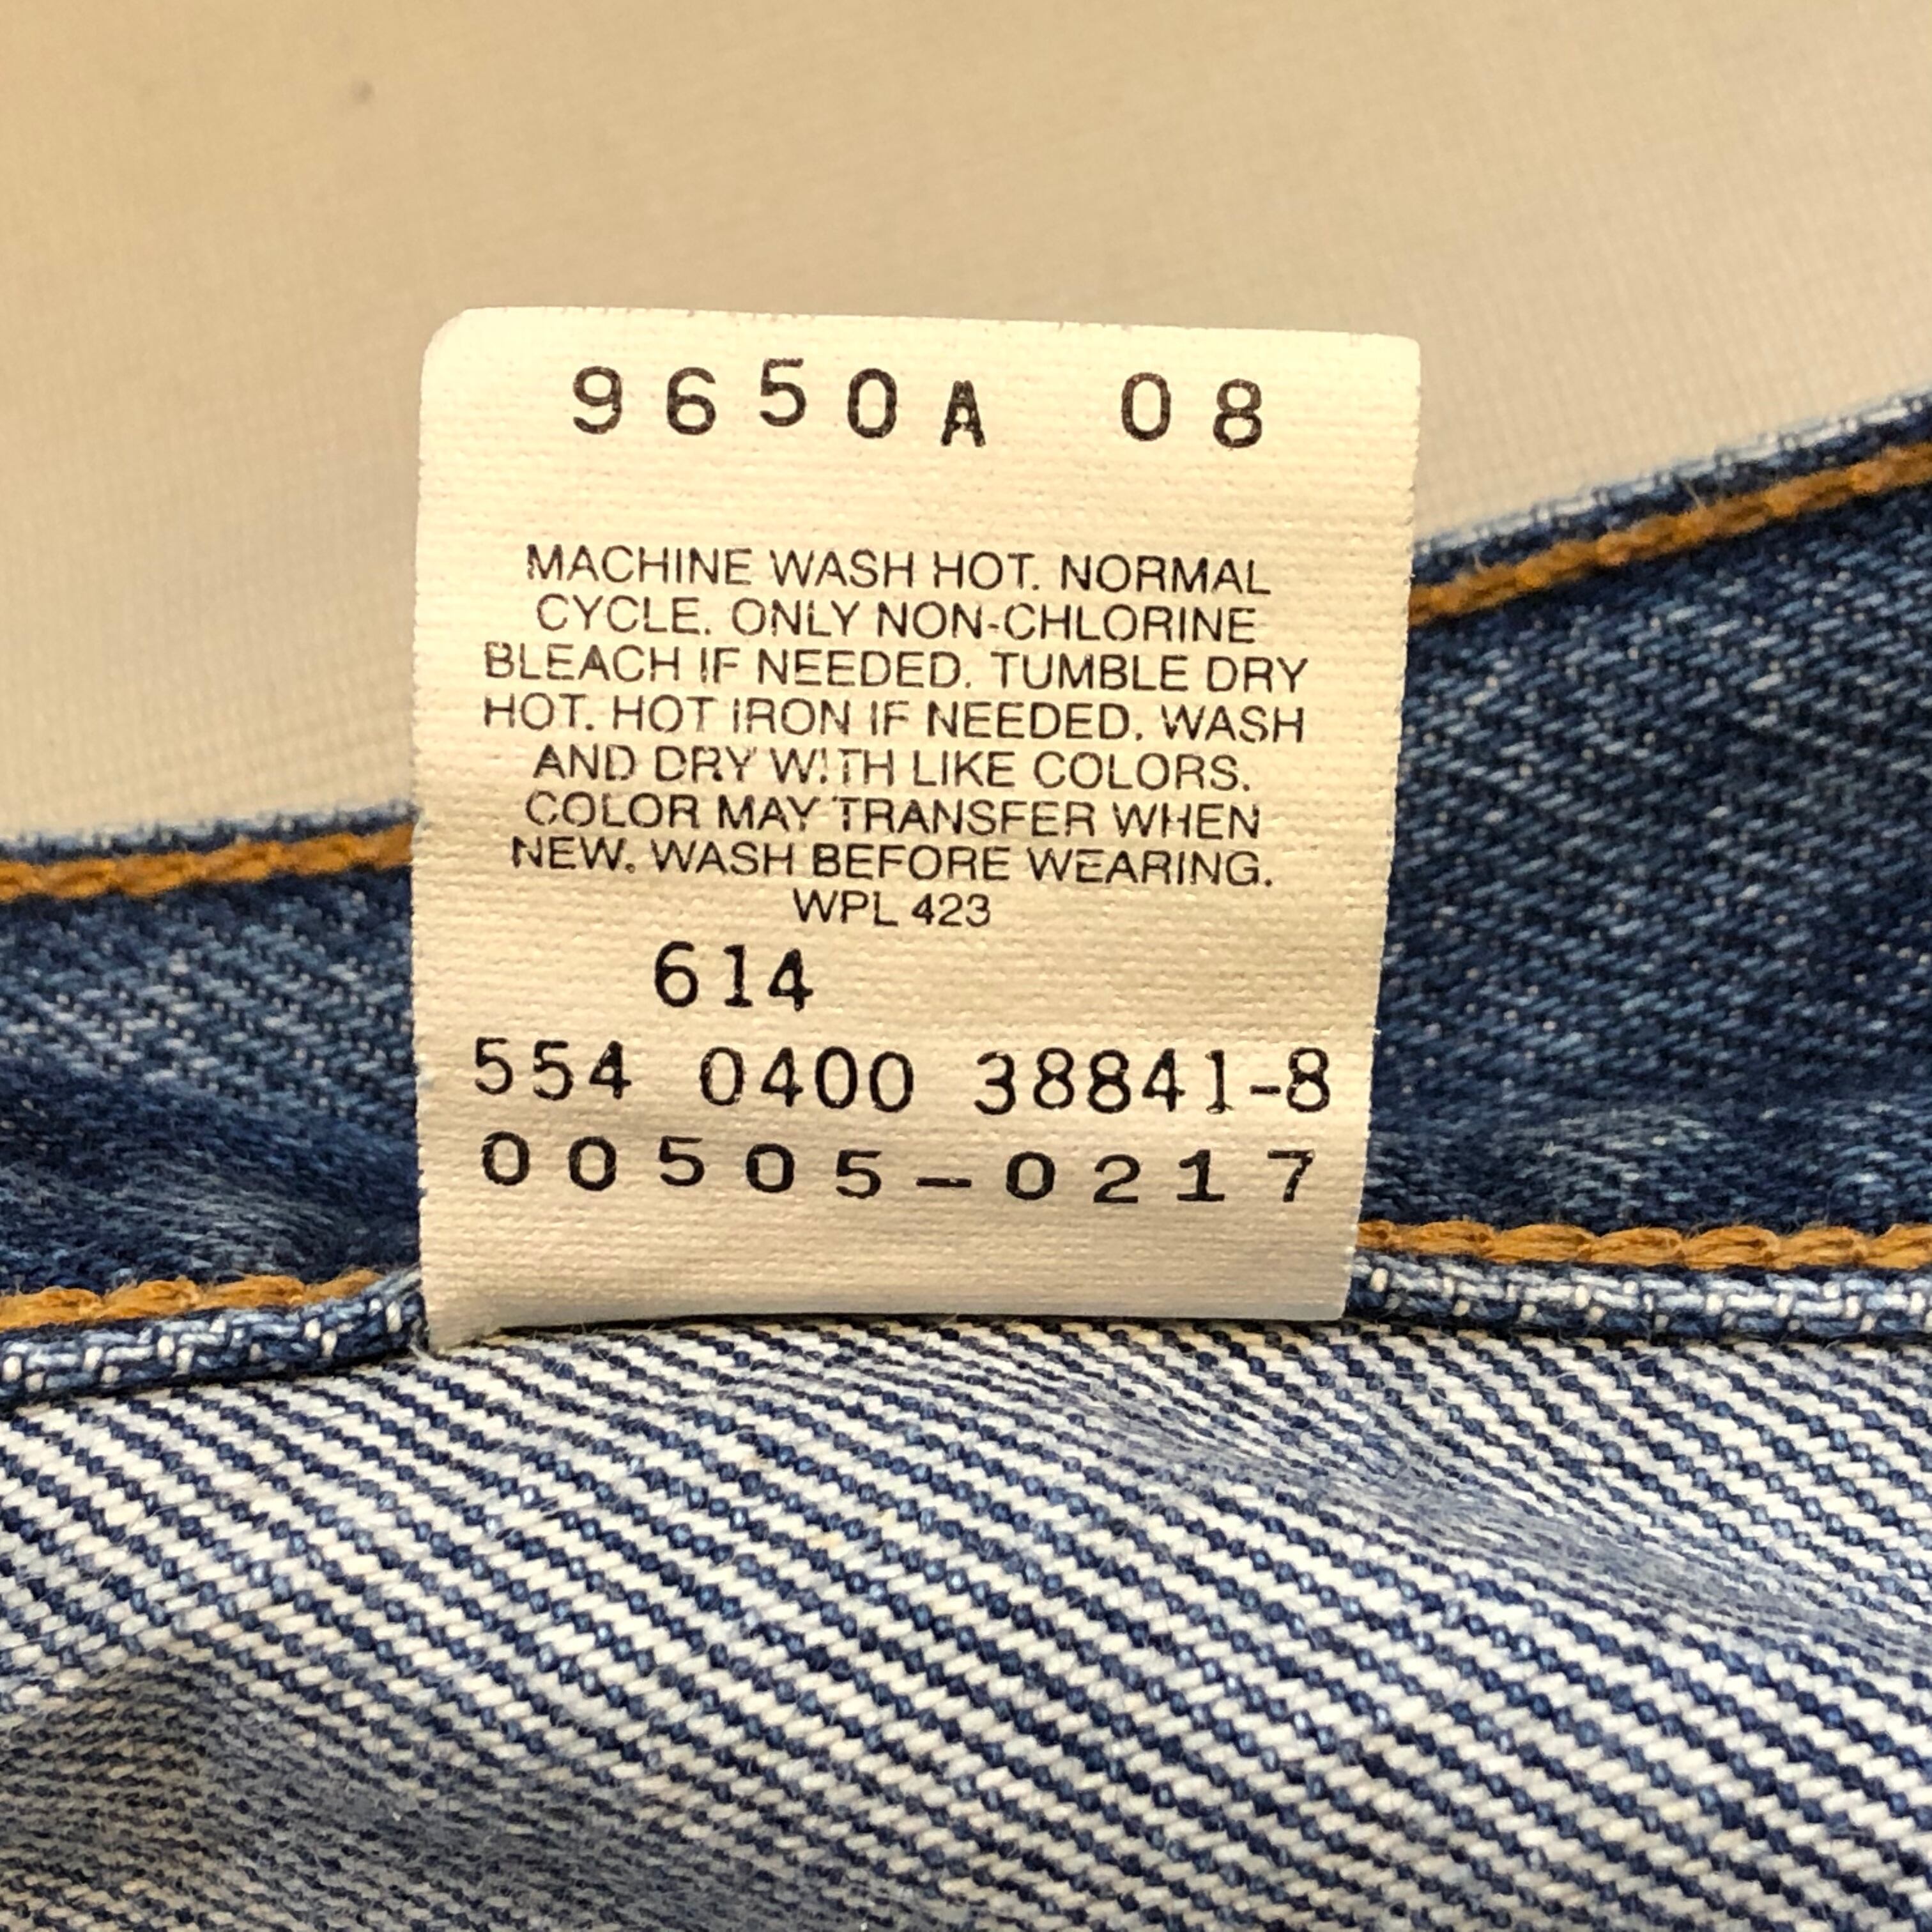 9650A 08
MACHINE WASH HOT. NORMAL
CYCLE. ONLY NON-CHLORINE
BLEACH IF NEEDED. TUMBLE DRY
HOT. HOT IRON IF NEEDED. WASH
AND DRY WITH LIKE COLORS.
COLOR MAY TRANSFER WHEN
NEW. WASH BEFORE WEARING.
WPL 423
614
554 0400 38841-8
00505-0217